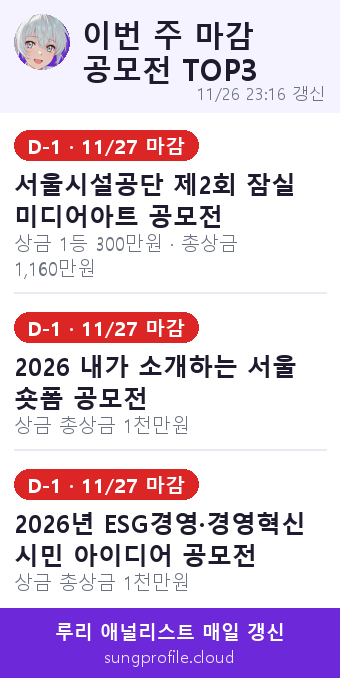 이번 주 마감
공모전 TOP3
11/26 23:16 갱신
D-1 · 11/27 마감
서울시설공단 제2회 잠실
미디어아트 공모전
상금 1등 300만원 · 총상금
1,160만원
D-1 · 11/27 마감
2026 내가 소개하는 서울
숏폼 공모전
상금 총상금 1천만원
D-1 · 11/27 마감
2026년 ESG경영·경영혁신
시민 아이디어 공모전
상금 총상금 1천만원
루리 애널리스트 매일 갱신
sungprofile.cloud